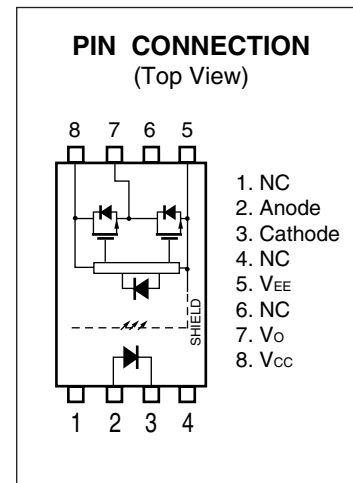 PIN CONNECTION
(Top View)
8 7 6 5
1. NC
2. Anode
3. Cathode
4. NC
5. VEE
6. NC
7. Vo
8. Vcc
SHIELD
1 2 3 4